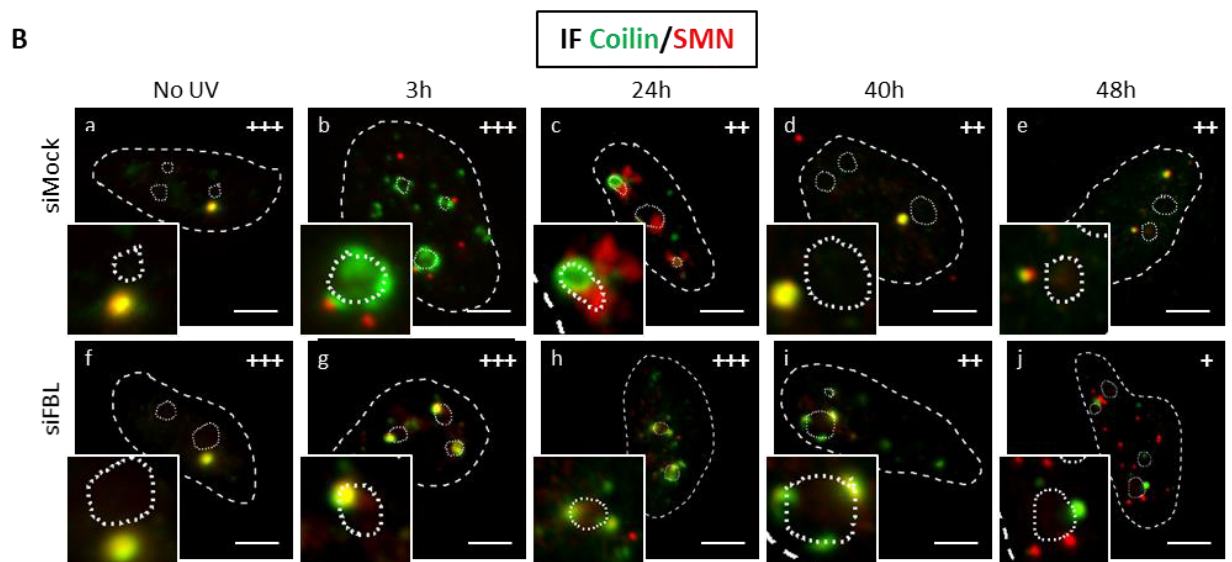 B
IF Coilin/SMN
No UV 3h 24h 40h 48h
siMock
a +++ b +++ c ++ d ++ e ++
siFBL
f +++ g +++ h +++ i ++ j +